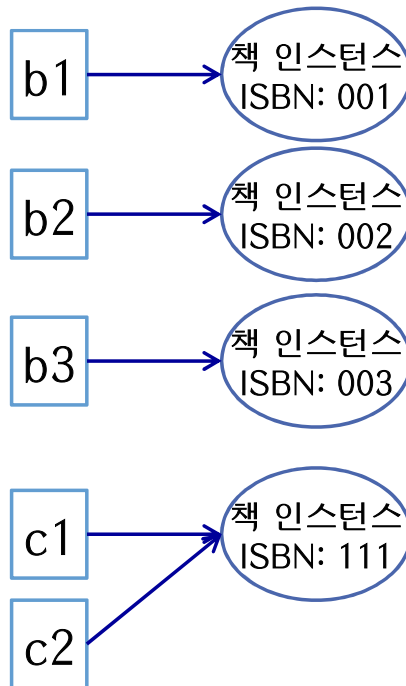 b1
책 인스턴스
ISBN: 001
b2
책 인스턴스
ISBN: 002
b3
책 인스턴스
ISBN: 003
c1
책 인스턴스
ISBN: 111
c2